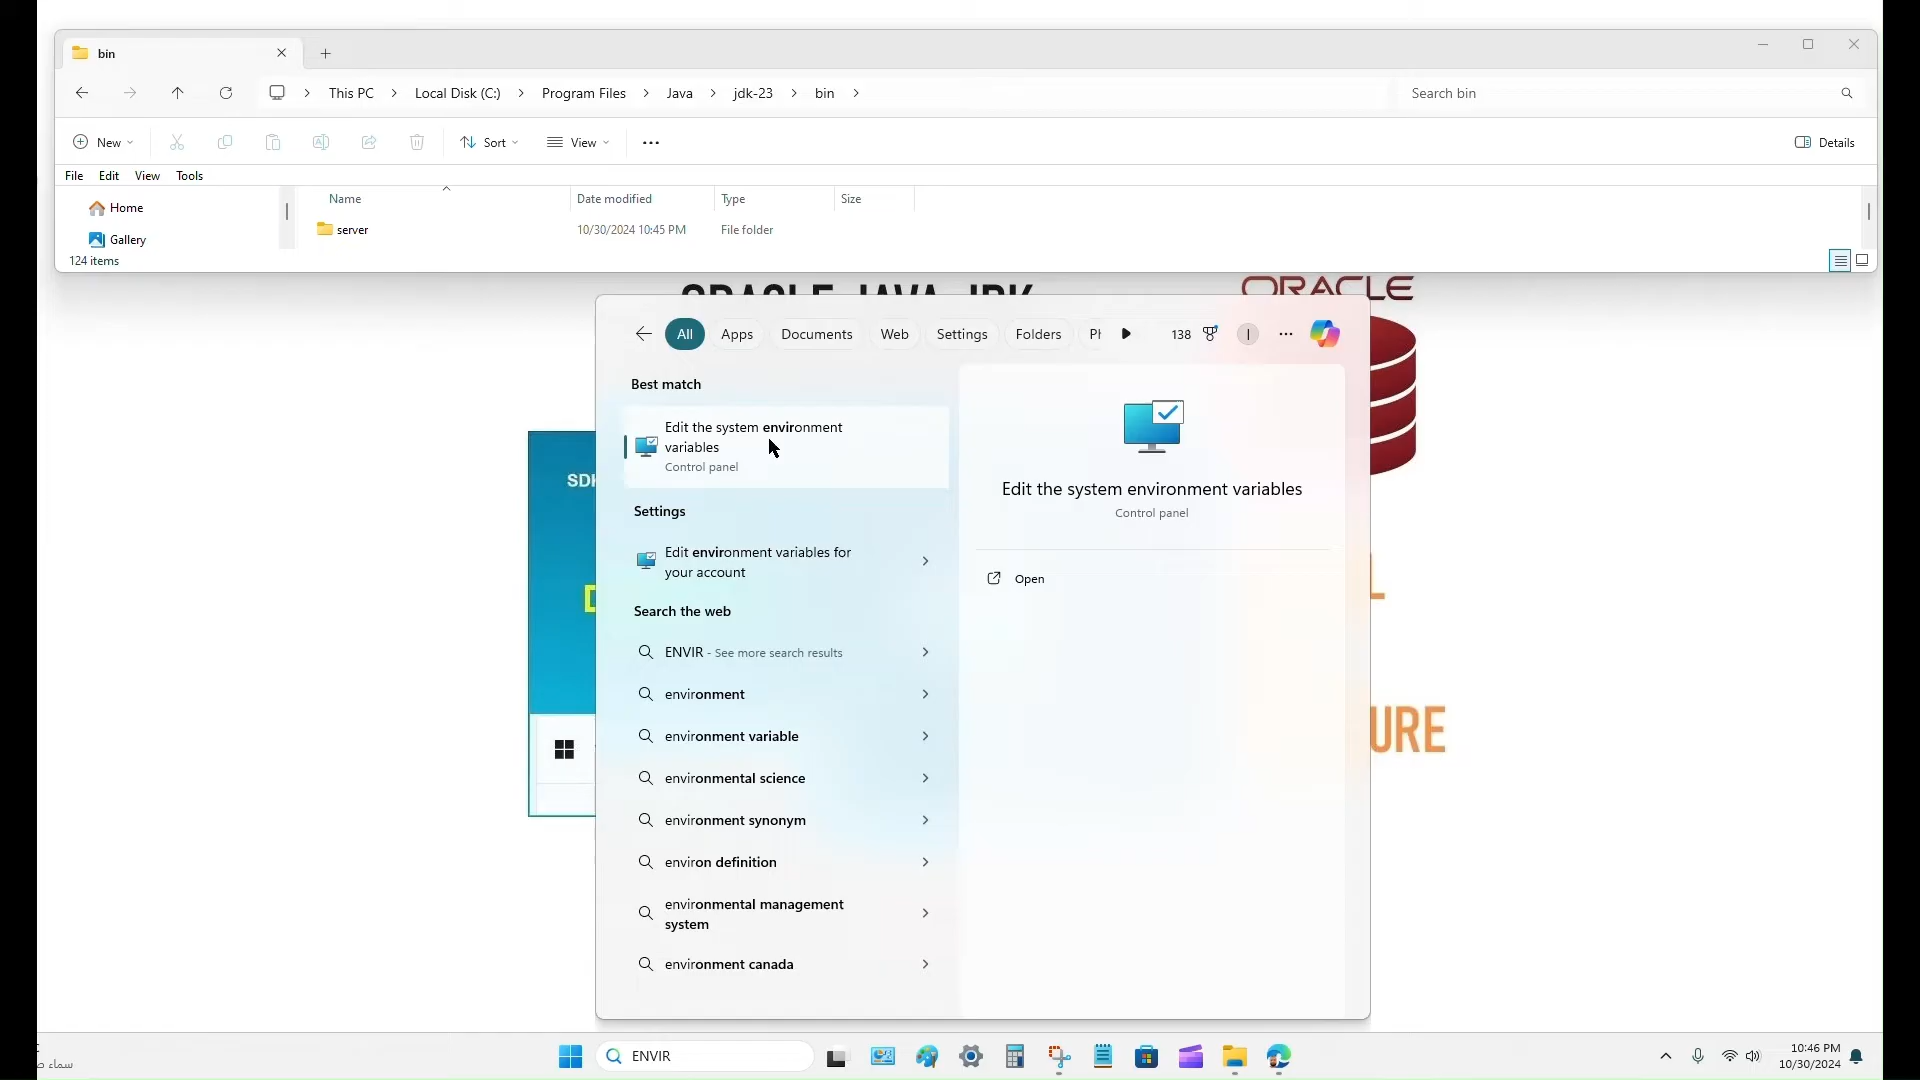 bin
This PC > Local Disk (C:) > Program Files > Java > jdk-23 > bin >
Search bin
New
Sort
View
Details
File Edit View Tools
Name Date modified Type Size
Home
server 10/30/2024 10:45 PM File folder
Gallery
124 items
ORACLE JAVA JDK
ORACLE
All Apps Documents Web Settings Folders 138 I
Best match
Edit the system environment
variables
Control panel
Edit the system environment variables
Control panel
Open
Settings
Edit environment variables for
your account
Search the web
ENVIR - See more search results
environment
environment variable
environmental science
environment synonym
environ definition
environmental management
system
environment canada
SDK
URE
ENVIR
10:46 PM
10/30/2024